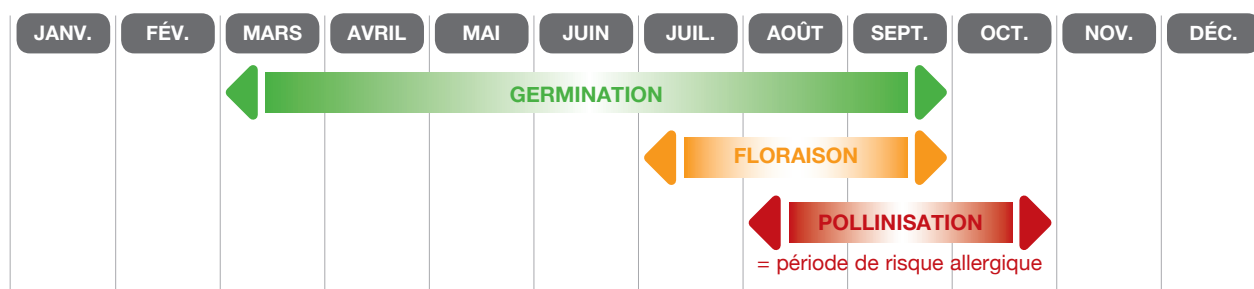 JANV. FÉV. MARS AVRIL MAI JUIN JUIL. AOÛT SEPT. OCT. NOV. DÉC.
GERMINATION
FLORAISON
POLLINISATION
= période de risque allergique